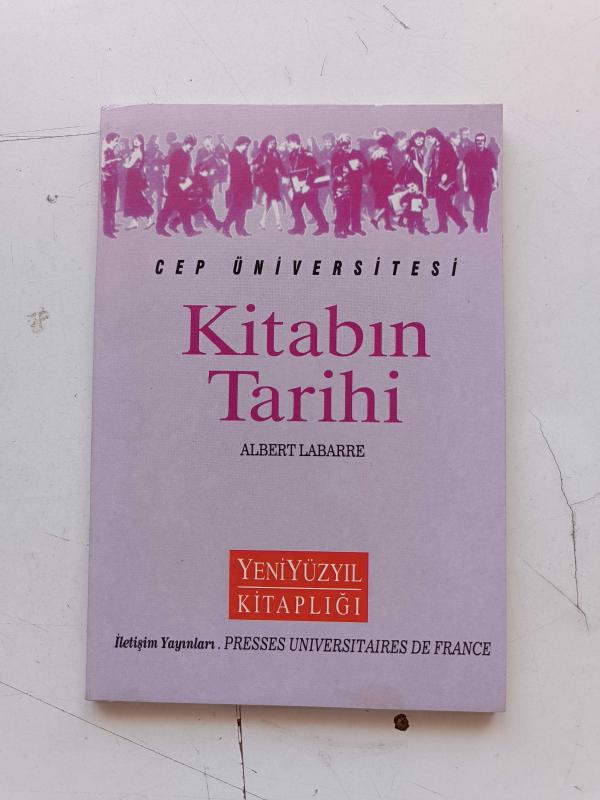 CEP ÜNİVERSİTESİ
Kitabın
Tarihi
ALBERT LABARRE
YENİYÜZYIL
KİTAPLIĞI
İletişim Yayınları . PRESSES UNIVERSITAIRES DE FRANCE